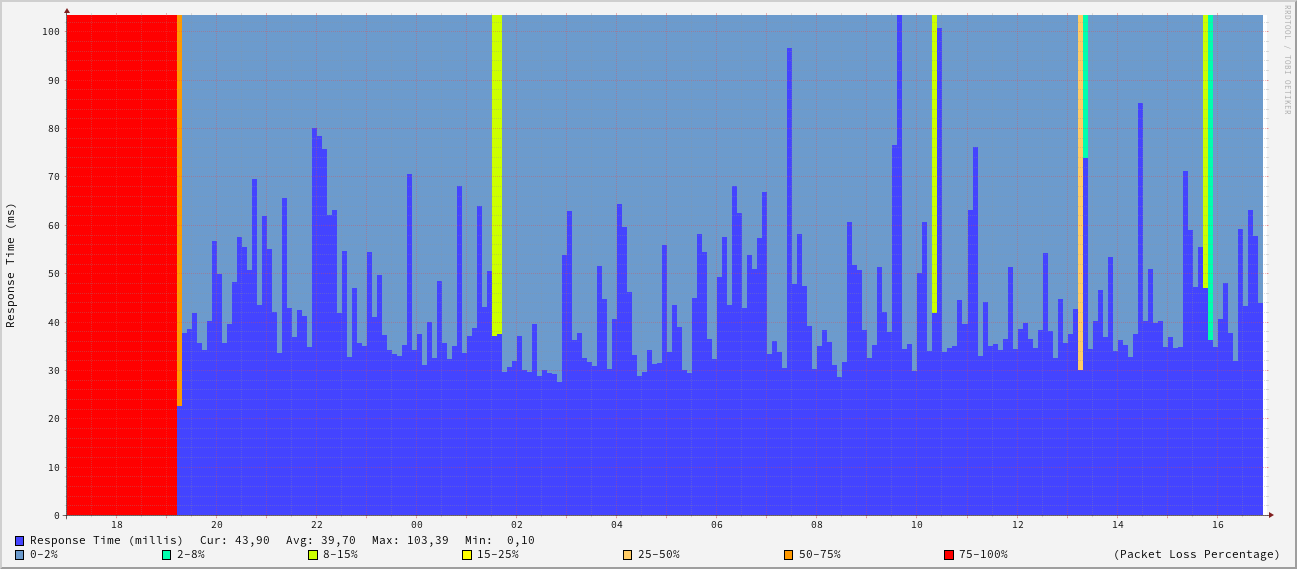 RRDTOOL / TOBI OETIKER
Response Time (ms)
100
90
80
70
60
50
40
30
20
10
0
18 20 22 00 02 04 06 08 10 12 14 16
Response Time (millis) Cur: 43,90 Avg: 39,70 Max: 103,39 Min: 0,10
0-2% 2-8% 8-15% 15-25% 25-50% 50-75% 75-100% (Packet Loss Percentage)